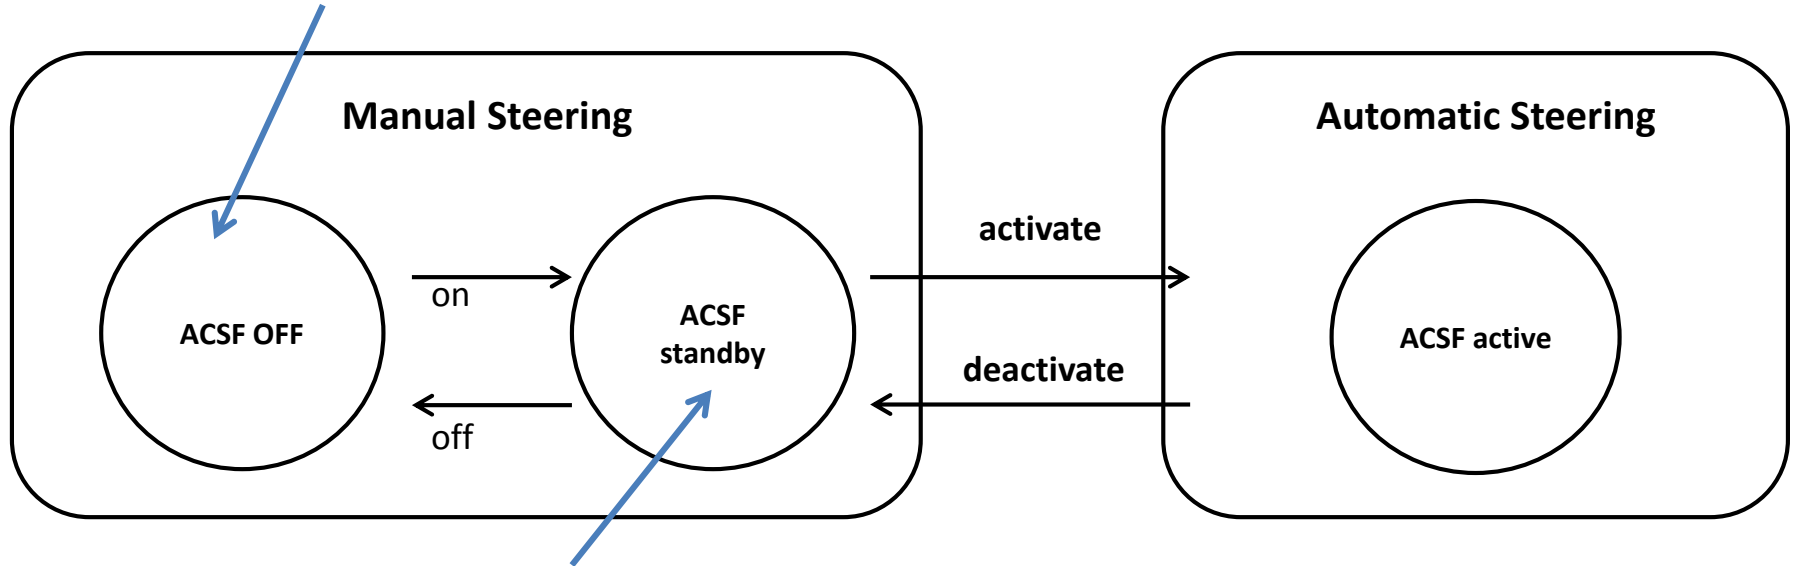 Manual Steering
Automatic Steering
activate
on
ACSF OFF
ACSF
standby
ACSF active
deactivate
off